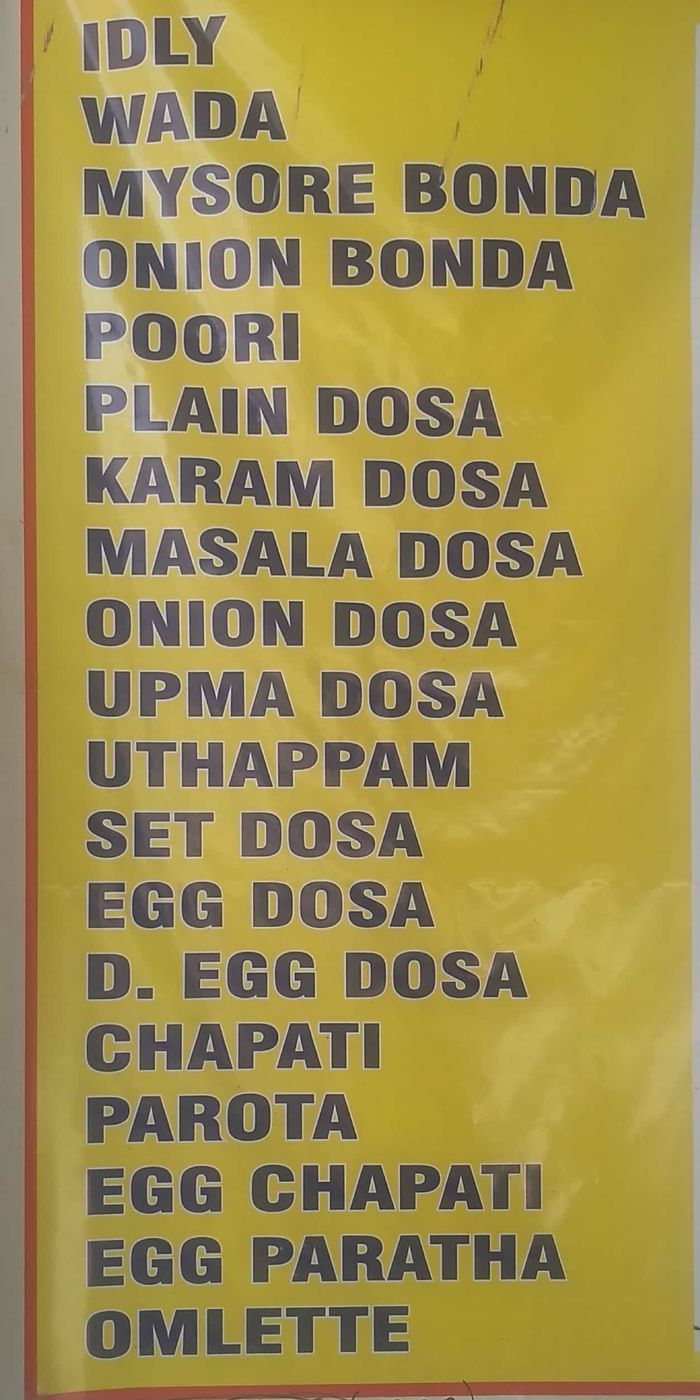 IDLY
WADA
MYSORE BONDA
ONION BONDA
POORI
PLAIN DOSA
KARAM DOSA
MASALA DOSA
ONION DOSA
UPMA DOSA
UTHAPPAM
SET DOSA
EGG DOSA
D. EGG DOSA
CHAPATI
PAROTA
EGG CHAPATI
EGG PARATHA
OMLETTE